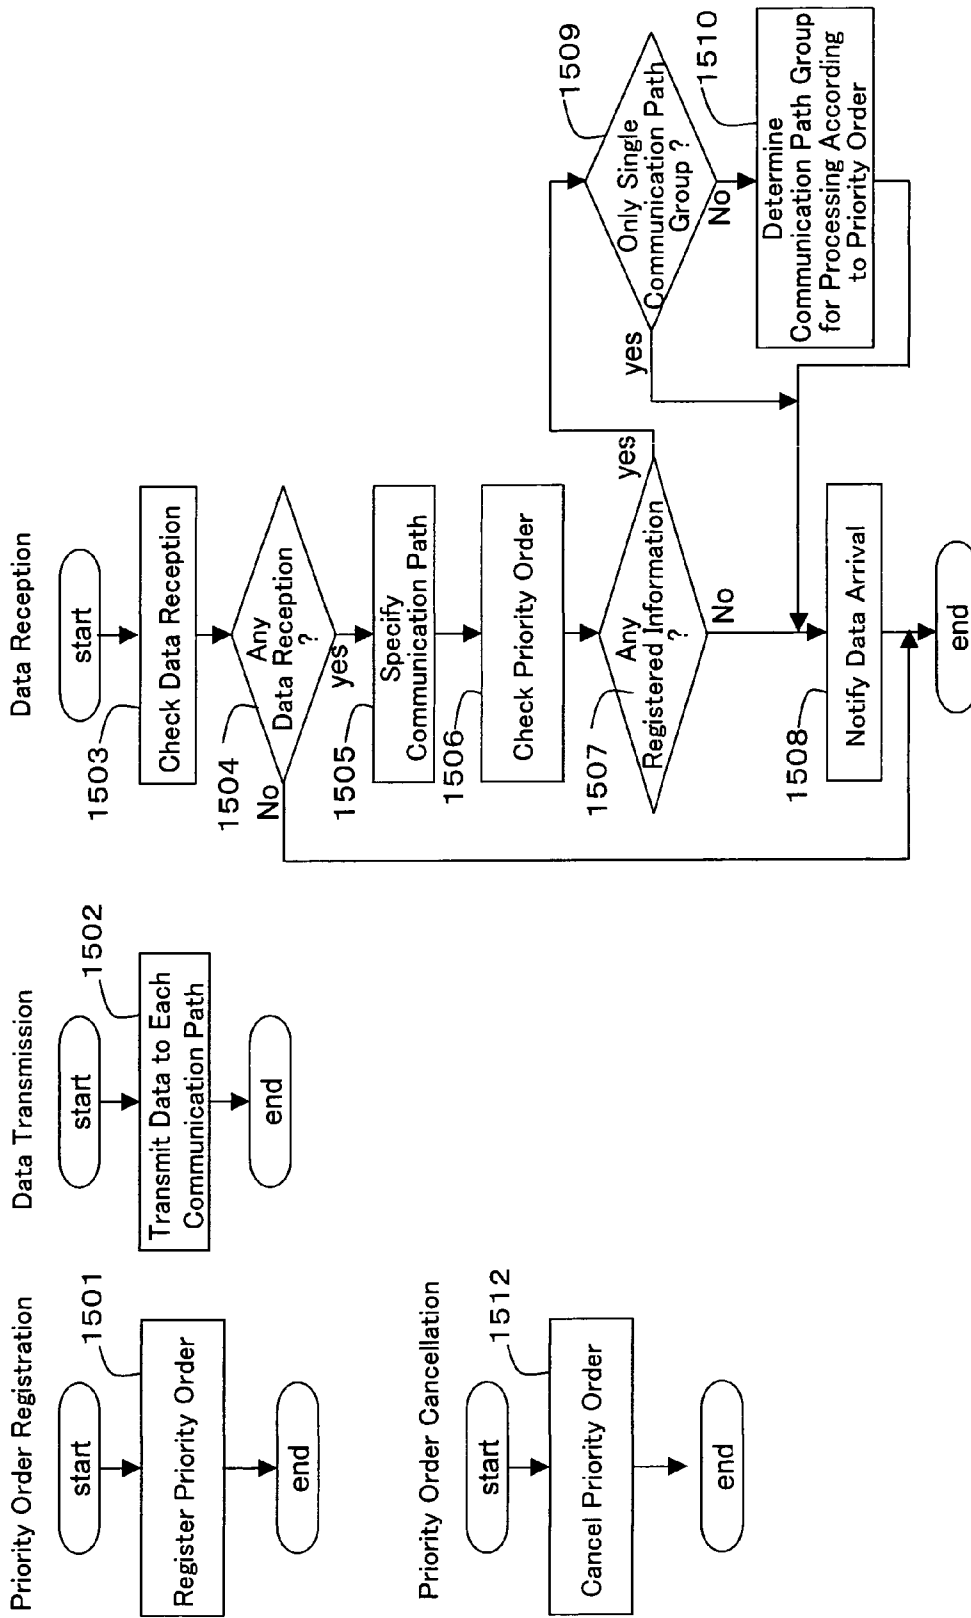 Priority Order Registration
start
1501
Register Priority Order
end
Priority Order Cancellation
start
1512
Cancel Priority Order
end
Data Transmission
start
1502
Transmit Data to Each
Communication Path
end
Data Reception
start
1503
Check Data Reception
1504
Any
Data Reception
?
No
yes
1505
Specify
Communication Path
1506
Check Priority Order
1507
Any
Registered Information
?
yes
No
1508
Notify Data Arrival
end
1509
Only Single
Communication Path
Group ?
yes
No
1510
Determine
Communication Path Group
for Processing According
to Priority Order